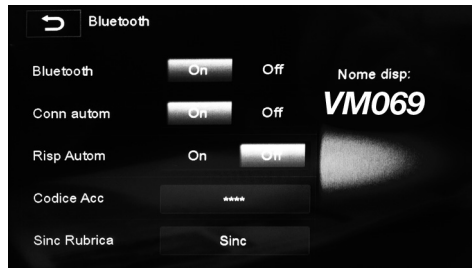 Bluetooth
Bluetooth On Off
Nome disp:
Conn autom On Off
VM069
Risp Autom On Off
Codice Acc ****
Sinc Rubrica Sinc